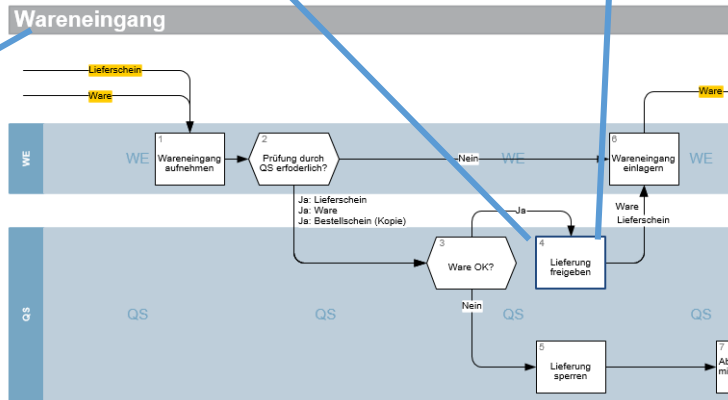 Wareneingang
Lieferschein
Ware
Ware
WE
WE
1
Wareneingang
aufnehmen
2
Prüfung durch
QS erfoderlich?
Nein
WE
6
Wareneingang
einlagern
WE
Ja: Lieferschein
Ja: Ware
Ja: Bestellschein (Kopie)
Ja
Ware
Lieferschein
3
Ware OK?
4
Lieferung
freigeben
QS
QS
QS
QS
QS
Nein
5
Lieferung
sperren
7